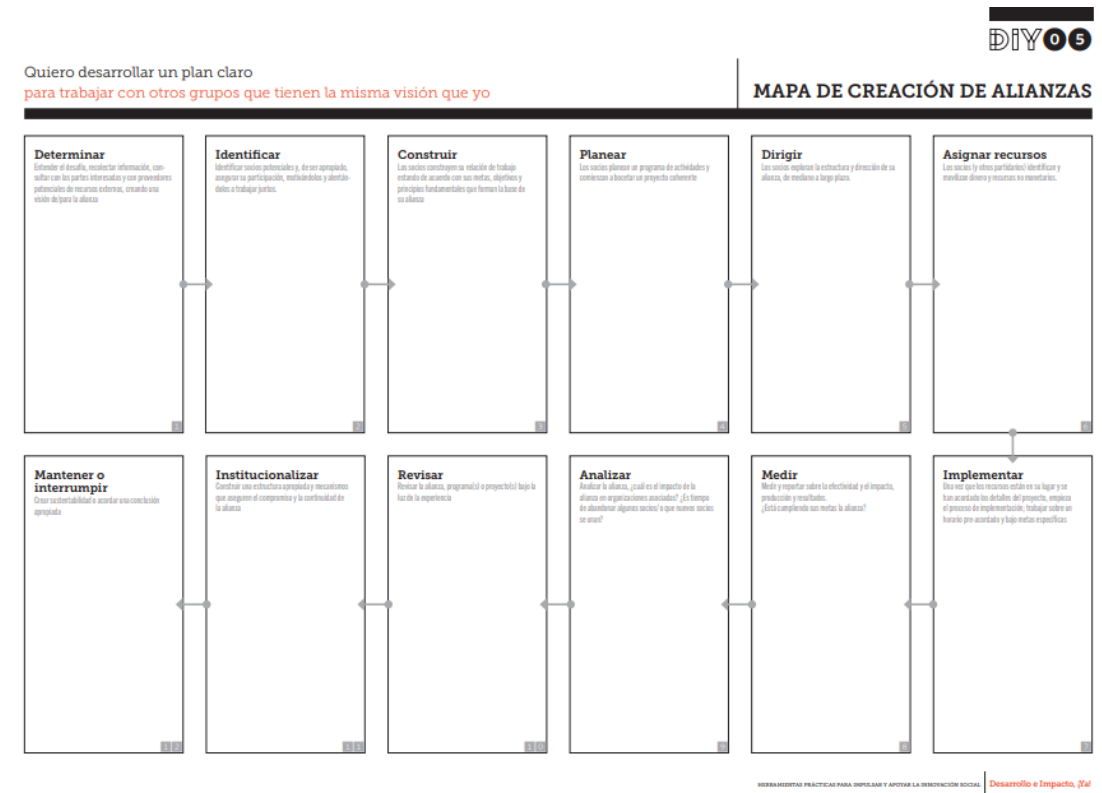 DIY05
Quiero desarrollar un plan claro
para trabajar con otros grupos que tienen la misma visión que yo
MAPA DE CREACIÓN DE ALIANZAS
Determinar
Entender el desafío, recolectar información, con-
sultar con las partes interesadas y con proveedores
potenciales de recursos externos, creando una
visión de/para la alianza
1
Identificar
Identificar socios potenciales y, de ser apropiado,
asegurar su participación, motivándolos y alentán-
dolos a trabajar juntos.
2
Construir
Los socios construyen su relación de trabajo
estando de acuerdo con sus metas, objetivos y
principios fundamentales que forman la base de
su alianza
3
Planear
Los socios planean un programa de actividades y
comienzan a bocetar un proyecto coherente
4
Dirigir
Los socios exploran la estructura y dirección de su
alianza, de mediano a largo plazo.
5
Asignar recursos
Los socios (y otros partidarios) identifican y
movilizan dinero y recursos no monetarios.
6
Mantener o
interrumpir
Crear sustentabilidad o acordar una conclusión
apropiada
12
Institucionalizar
Construir una estructura apropiada y mecanismos
que aseguren el compromiso y la continuidad de
la alianza
11
Revisar
Revisar la alianza, programa(s) o proyecto(s) bajo la
luz de la experiencia
10
Analizar
Analizar la alianza, ¿cuál es el impacto de la
alianza en organizaciones asociadas? ¿Es tiempo
de abandonar algunos socios/ o que nuevos socios
se unan?
9
Medir
Medir y reportar sobre la efectividad y el impacto,
producción y resultados.
¿Está cumpliendo sus metas la alianza?
8
Implementar
Una vez que los recursos están en su lugar y se
han acordado los detalles del proyecto, empieza
el proceso de implementación; trabajar sobre un
horario pre-acordado y bajo metas específicas
7
HERRAMIENTAS PRÁCTICAS PARA IMPULSAR Y APOYAR LA INNOVACIÓN SOCIAL
Desarrollo e Impacto, ¡Ya!